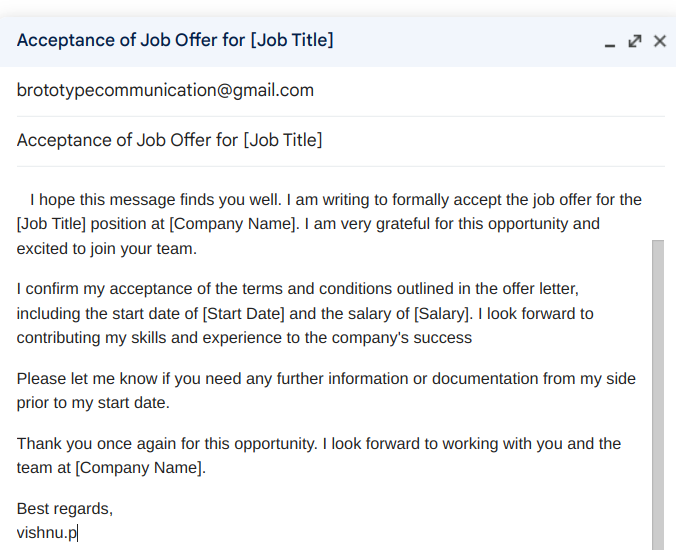 Acceptance of Job Offer for [Job Title]
brototypecommunication@gmail.com
Acceptance of Job Offer for [Job Title]
I hope this message finds you well. I am writing to formally accept the job offer for the
[Job Title] position at [Company Name]. I am very grateful for this opportunity and
excited to join your team.
I confirm my acceptance of the terms and conditions outlined in the offer letter,
including the start date of [Start Date] and the salary of [Salary]. I look forward to
contributing my skills and experience to the company's success
Please let me know if you need any further information or documentation from my side
prior to my start date.
Thank you once again for this opportunity. I look forward to working with you and the
team at [Company Name].
Best regards,
vishnu.p